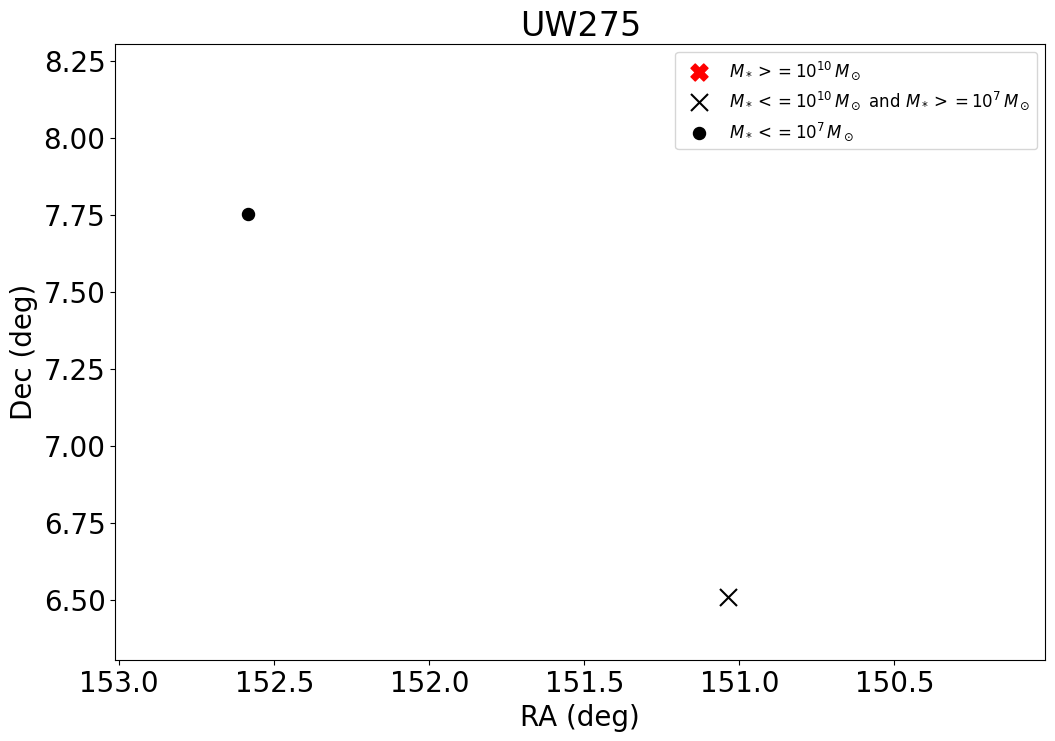 UW275
8.25
8.00
7.75
7.50
7.25
7.00
6.75
6.50
Dec (deg)
M* >= 10^10 M⊙
M* <= 10^10 M⊙ and M* >= 10^7 M⊙
M* <= 10^7 M⊙
153.0 152.5 152.0 151.5 151.0 150.5
RA (deg)